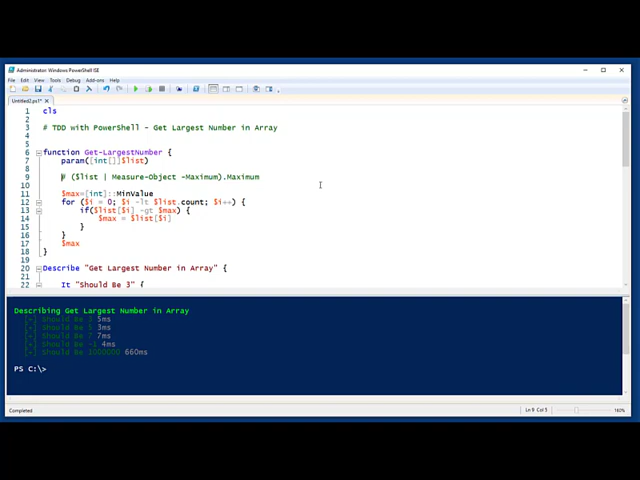 Administrator: Windows PowerShell ISE
File Edit View Tools Debug Add-ons Help
Untitled2.ps1* X
1 cls
2
3 # TDD with PowerShell - Get Largest Number in Array
4
5
6 function Get-LargestNumber {
7 param([int[]]$list)
8
9 # ($list | Measure-Object -Maximum).Maximum
10
11 $max=[int]::MinValue
12 for ($i = 0; $i -lt $list.count; $i++) {
13 if($list[$i] -gt $max) {
14 $max = $list[$i]
15 }
16 }
17 $max
18 }
19
20 Describe "Get Largest Number in Array" {
21
22 It "Should Be 3" {
Describing Get Largest Number in Array
[+] Should Be 3 5ms
[+] Should Be 3ms
[+] Should Be 7 7ms
[+] Should Be -1 4ms
[+] Should Be 1000000 660ms
PS C:\>
Completed
Ln 9 Col 5